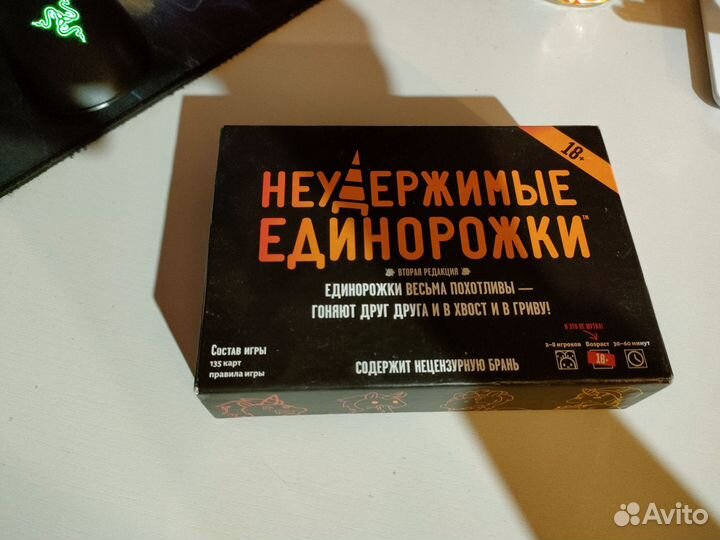 18+
НЕУДЕРЖИМЫЕ
ЕДИНОРОЖКИ™
ВТОРАЯ РЕДАКЦИЯ
ЕДИНОРОЖКИ ВЕСЬМА ПОХОТЛИВЫ —
ГОНЯЮТ ДРУГ ДРУГА И В ХВОСТ И В ГРИВУ!
И ЭТО НЕ ШУТКА!
2–8 игроков Возраст 30–60 минут
18+
Состав игры
135 карт
правила игры
СОДЕРЖИТ НЕЦЕНЗУРНУЮ БРАНЬ
Avito